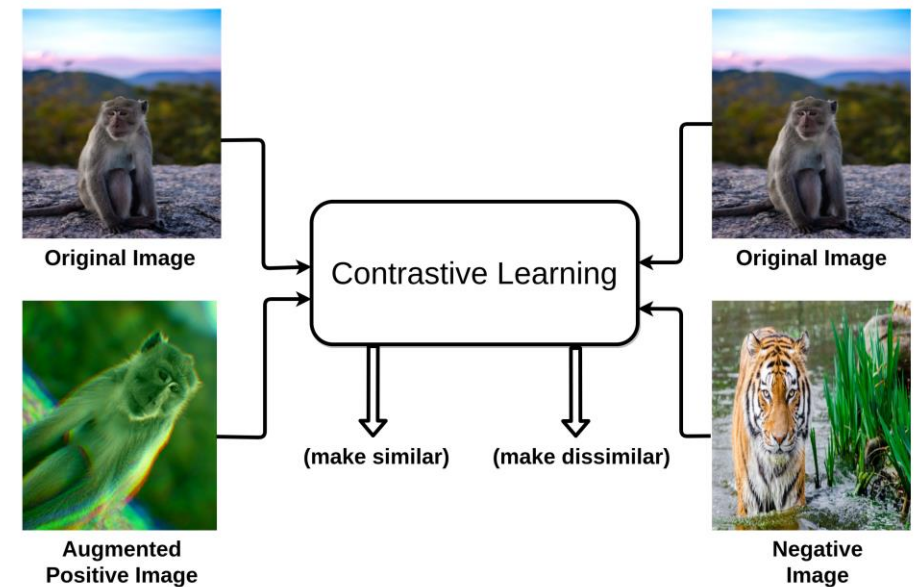 Original Image
Original Image
Contrastive Learning
(make similar)
(make dissimilar)
Augmented
Positive Image
Negative
Image